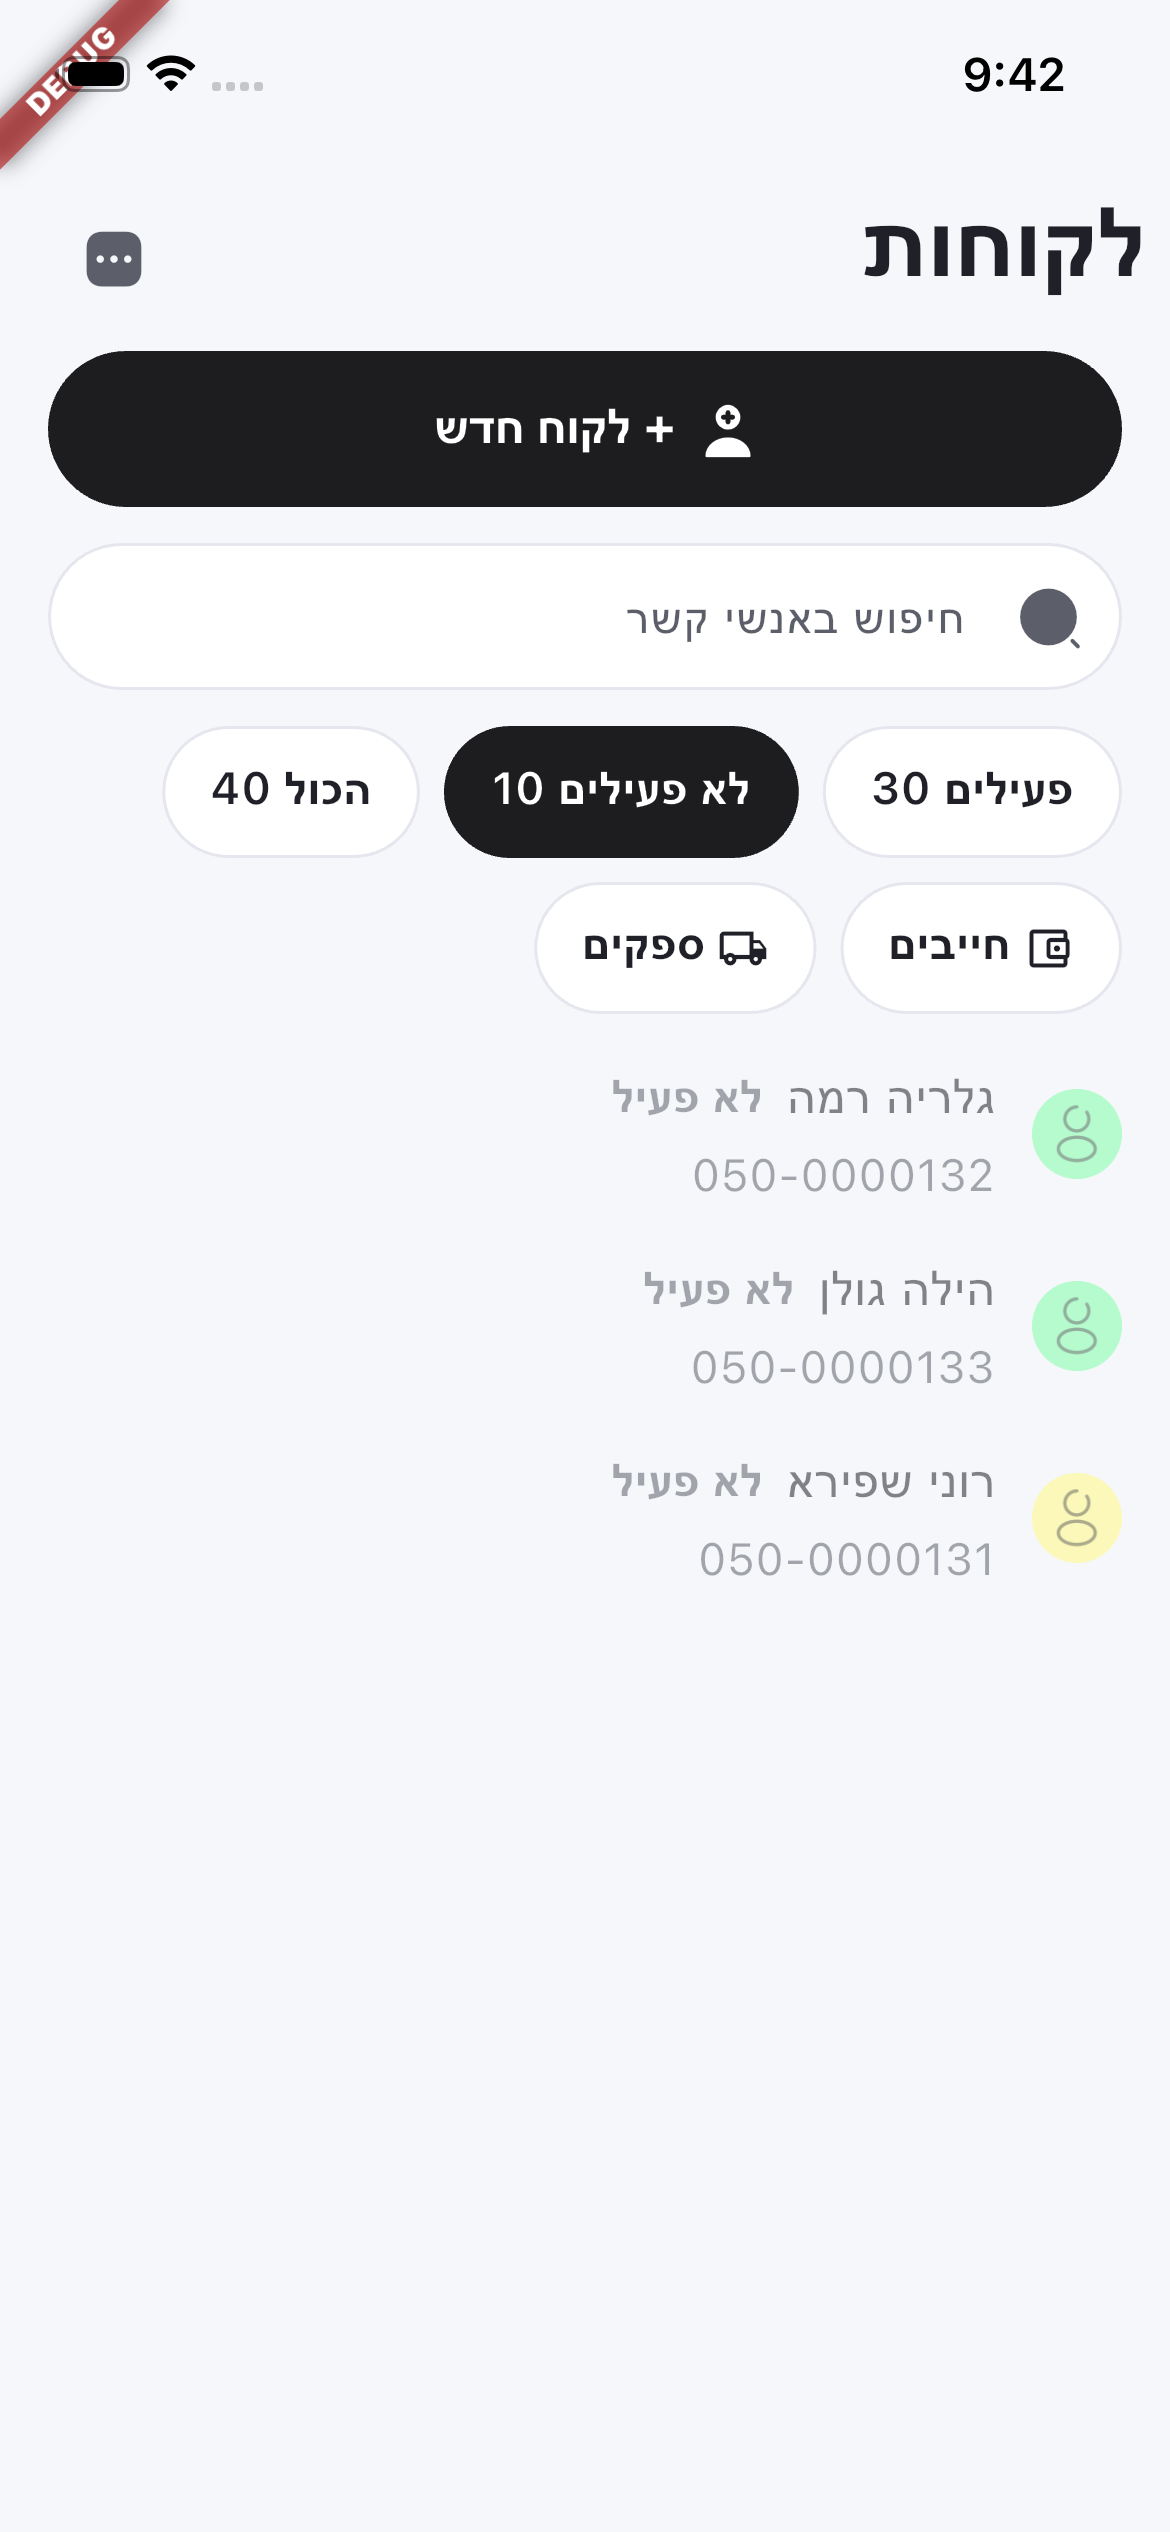 9:42
DEBUG
לקוחות
+ לקוח חדש
חיפוש באנשי קשר
פעילים 30
לא פעילים 10
הכול 40
חייבים
ספקים
גלריה רמה לא פעיל
050-0000132
הילה גולן לא פעיל
050-0000133
רוני שפירא לא פעיל
050-0000131